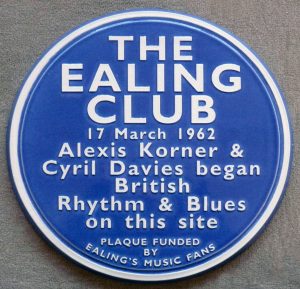 THE
EALING
CLUB
17 March 1962
Alexis Korner &
Cyril Davies began
British
Rhythm & Blues
on this site
PLAQUE FUNDED
BY
EALING'S MUSIC FANS